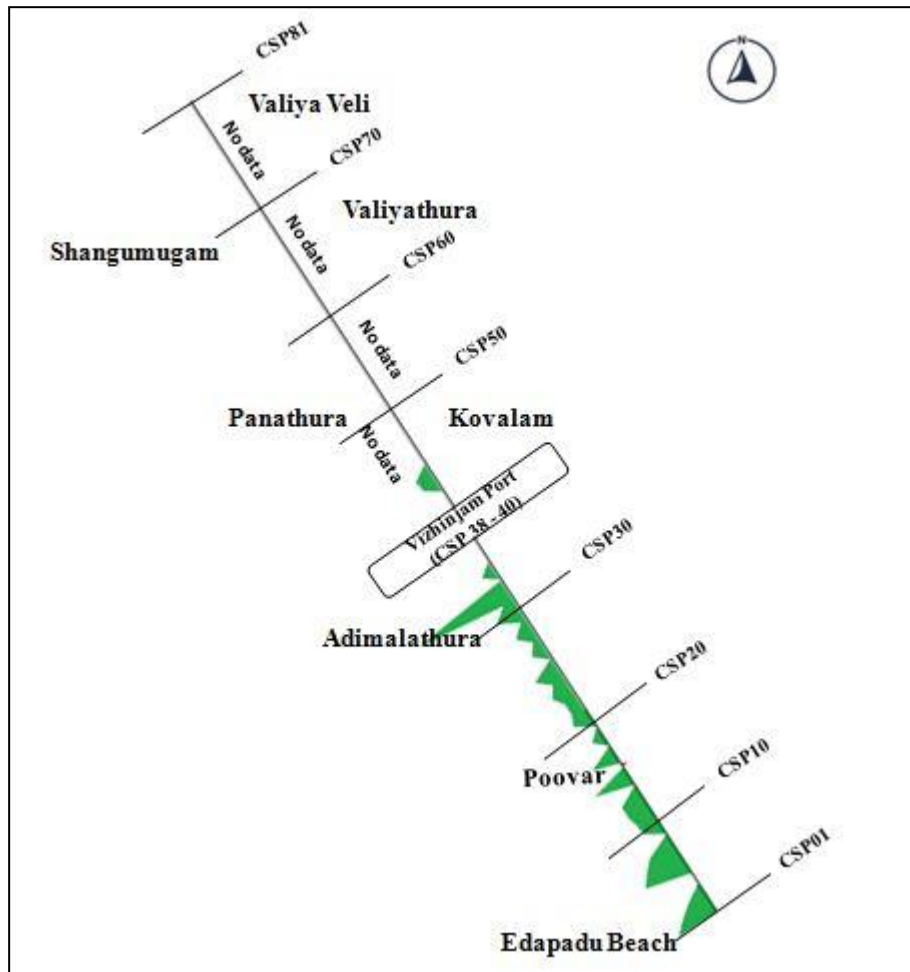 CSP81
N
Valiya Veli
No data
CSP70
Valiyathura
Shangumugam
No data
CSP60
No data
CSP50
Panathura
Kovalam
No data
Vizhinjam Port
(CSP 38 - 40)
CSP30
Adimalathura
CSP20
Poovar
CSP10
CSP01
Edapadu Beach